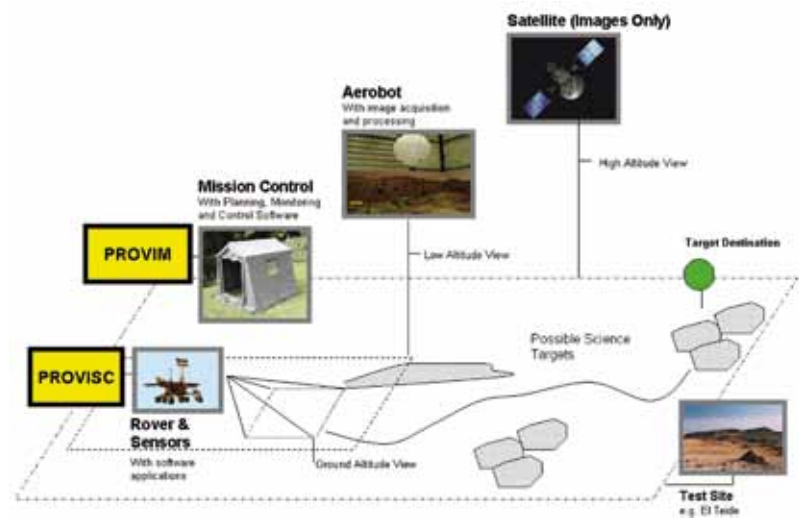 Satellite (Images Only)
Aerobot
With image acquisition
and processing
High Altitude View
Mission Control
With Planning, Monitoring
and Control Software
Target Destination
PROVIM
Low Altitude View
Possible Science
Targets
PROVISC
Rover &
Sensors
With software
applications
Ground Altitude View
Test Site
e.g. El Teide